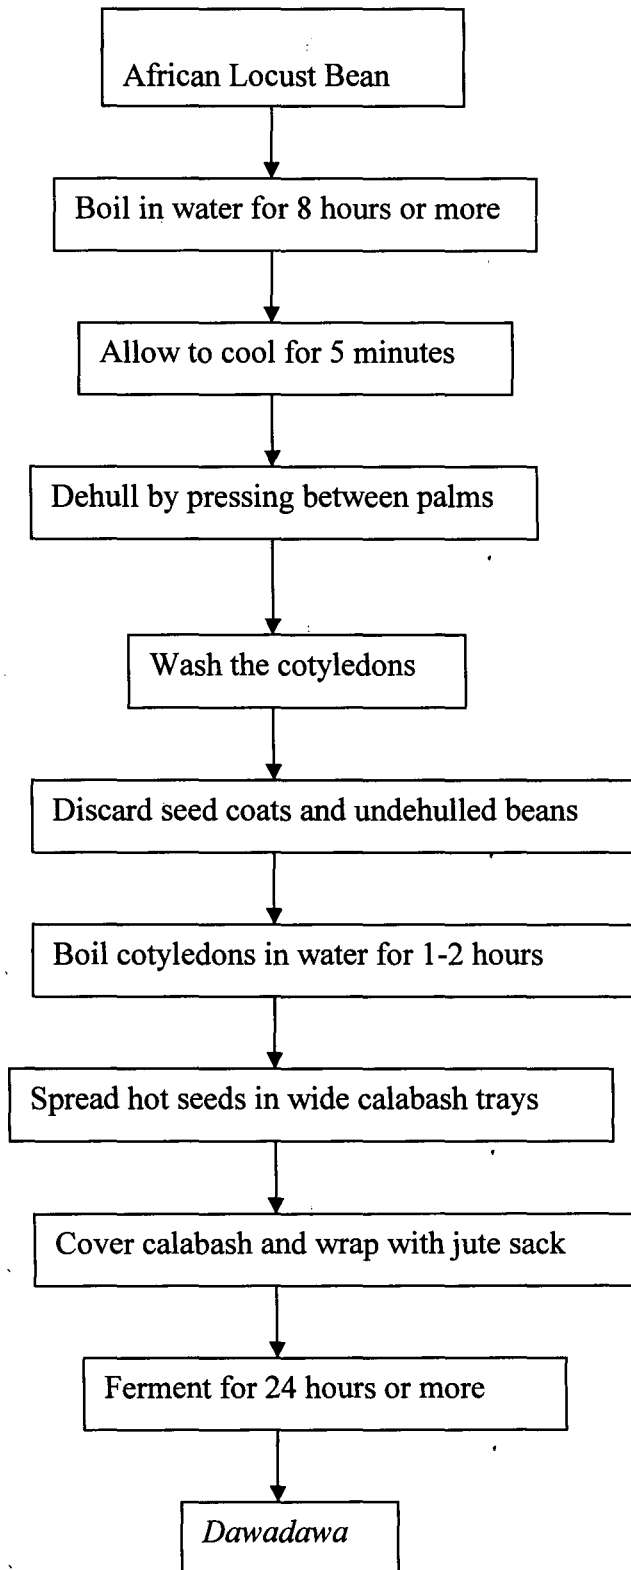 African Locust Bean
Boil in water for 8 hours or more
Allow to cool for 5 minutes
Dehull by pressing between palms
Wash the cotyledons
Discard seed coats and undehulled beans
Boil cotyledons in water for 1-2 hours
Spread hot seeds in wide calabash trays
Cover calabash and wrap with jute sack
Ferment for 24 hours or more
Dawadawa